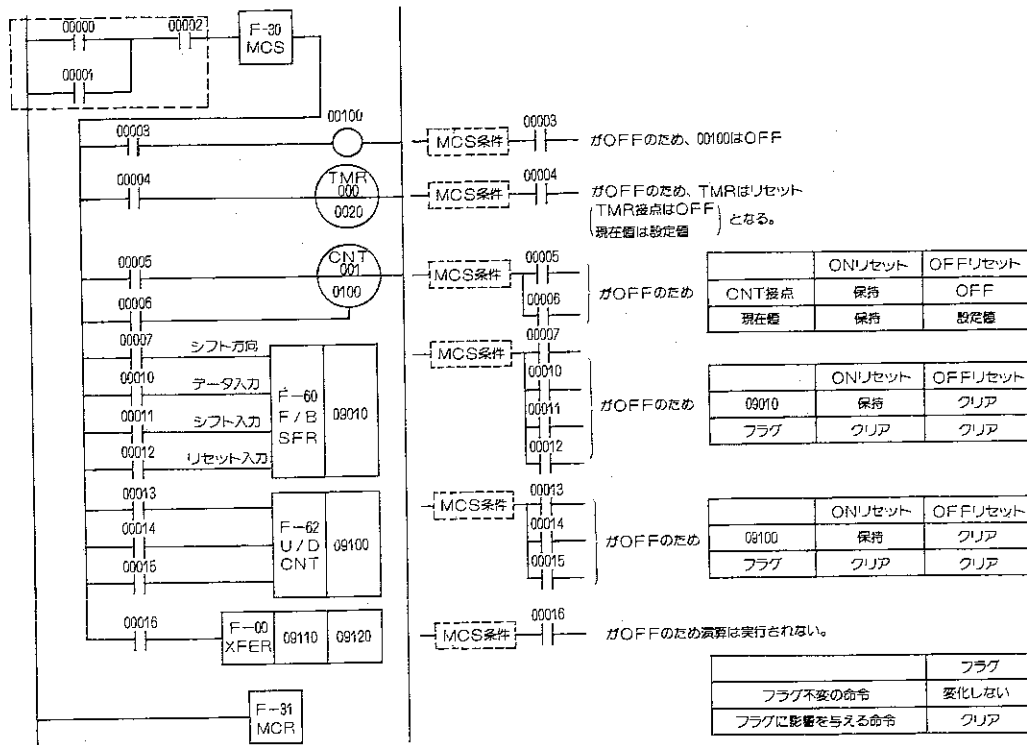 00000
00002
F-30
MCS
00001
00003
00100
MCS条件
00003
がOFFのため、00100はOFF
00004
TMR
000
0020
MCS条件
00004
がOFFのため、TMRはリセット
TMR接点はOFF
現在値は設定値
となる。
00005
CNT
001
0100
00006
MCS条件
00005
00006
がOFFのため
ONリセット OFFリセット
CNT接点 保持 OFF
現在値 保持 設定値
00007
シフト方向
00010
データ入力
00011
シフト入力
00012
リセット入力
F-60
F/B
SFR
09010
MCS条件
00007
00010
00011
00012
がOFFのため
ONリセット OFFリセット
09010 保持 クリア
フラグ クリア クリア
00013
00014
00015
F-62
U/D
CNT
09100
MCS条件
00013
00014
00015
がOFFのため
ONリセット OFFリセット
09100 保持 クリア
フラグ クリア クリア
00016
F-00
XFER
09110
09120
MCS条件
00016
がOFFのため演算は実行されない。
フラグ
フラグ不変の命令 変化しない
フラグに影響を与える命令 クリア
F-31
MCR